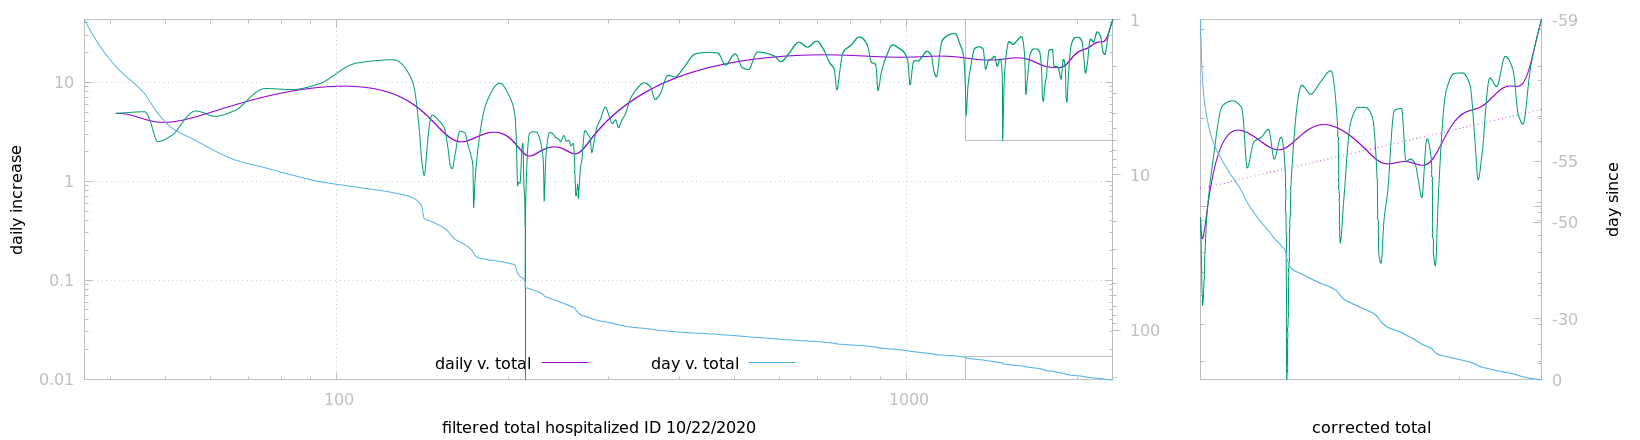 daily increase
10
1
0.1
0.01
100
1000
1
10
100
daily v. total
day v. total
filtered total hospitalized ID 10/22/2020
-59
-55
-50
-30
0
day since
corrected total